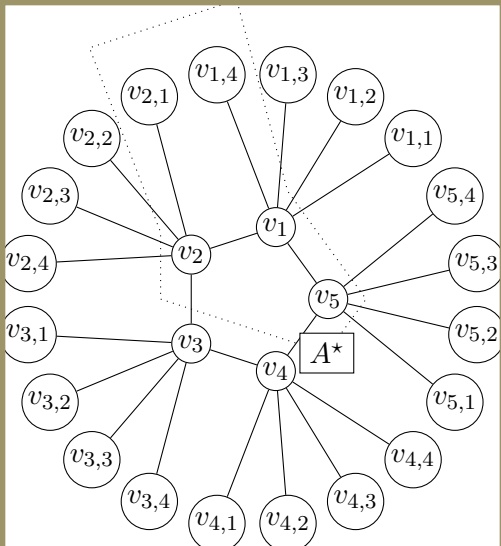 v1,4 v1,3
v2,1 v1,2
v2,2 v1,1
v2,3 v5,4
v1
v2
v2,4 v5,3
v5
v3,1 v5,2
v3 A⋆
v4
v3,2 v5,1
v3,3 v4,4
v3,4 v4,3
v4,1 v4,2